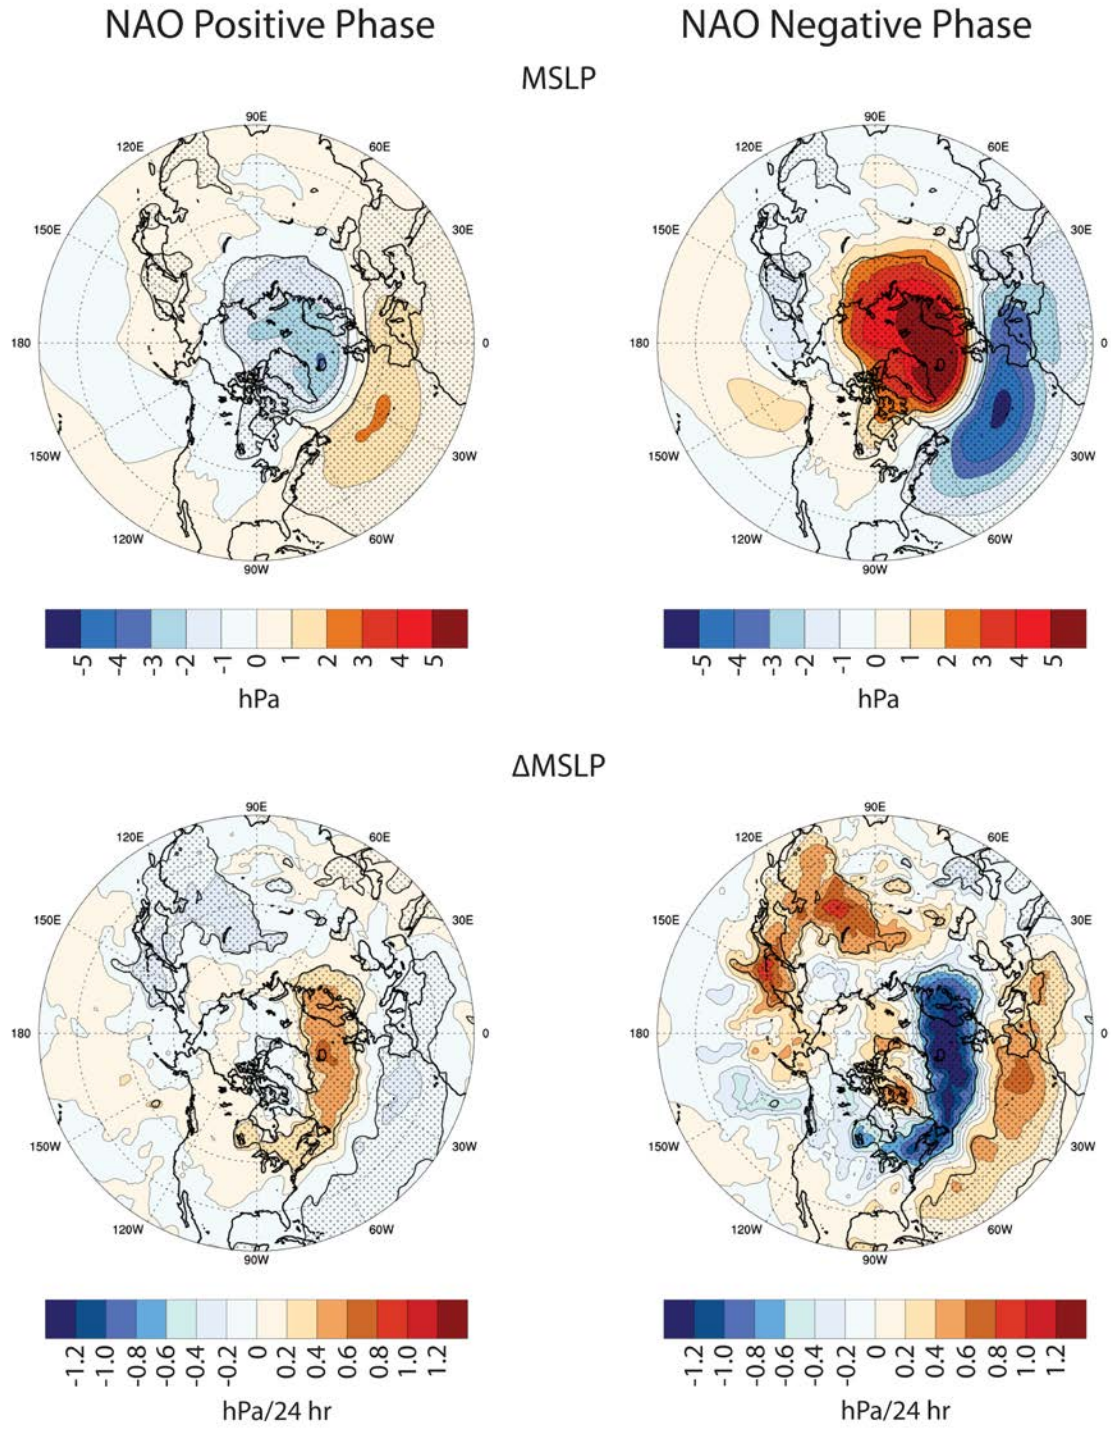 NAO Positive Phase NAO Negative Phase
MSLP
90E 90E
120E 60E 120E 60E
150E 30E 150E 30E
180 0 180 0
150W 30W 150W 30W
120W 60W 120W 60W
90W 90W
-5 -4 -3 -2 -1 0 1 2 3 4 5 -5 -4 -3 -2 -1 0 1 2 3 4 5
hPa hPa
ΔMSLP
90E 90E
120E 60E 120E 60E
150E 30E 150E 30E
180 0 180 0
150W 30W 150W 30W
120W 60W 120W 60W
90W 90W
-1.2 -1.0 -0.8 -0.6 -0.4 -0.2 0 0.2 0.4 0.6 0.8 1.0 1.2 -1.2 -1.0 -0.8 -0.6 -0.4 -0.2 0 0.2 0.4 0.6 0.8 1.0 1.2
hPa/24 hr hPa/24 hr